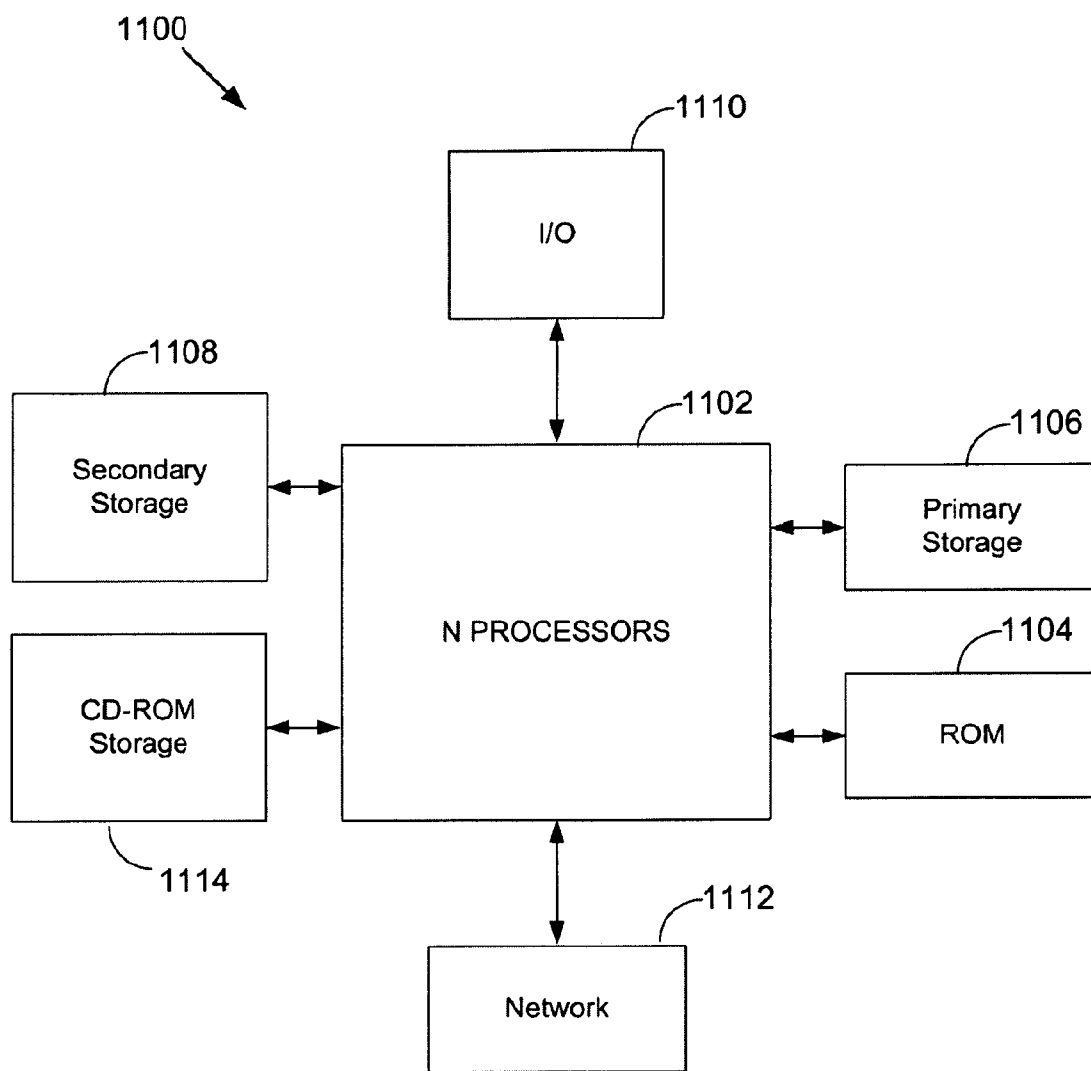 1100
1110
I/O
1108
1102
1106
Secondary
Storage
Primary
Storage
N PROCESSORS
1104
CD-ROM
Storage
ROM
1114
1112
Network